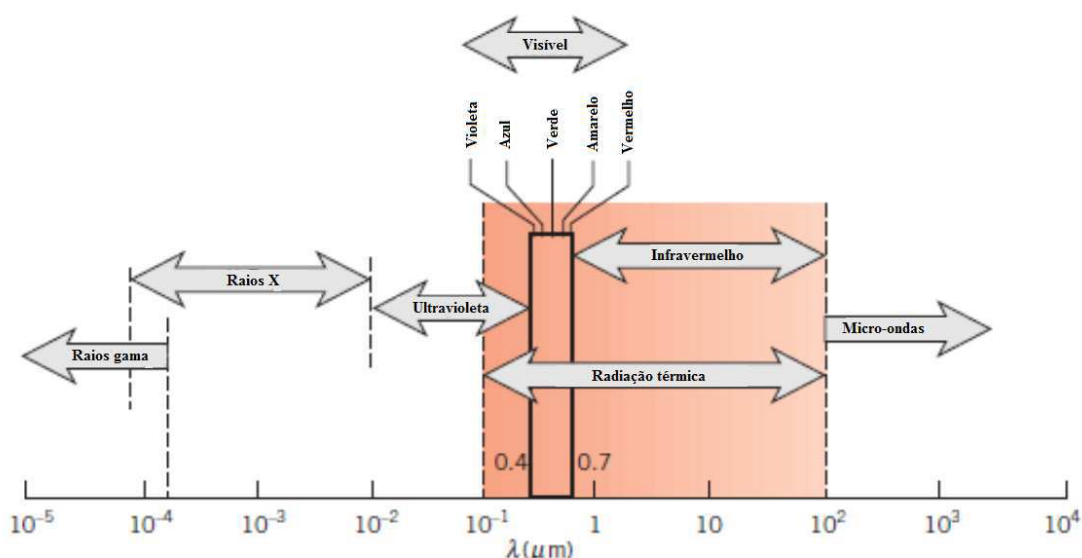 Visível
Violeta
Azul
Verde
Amarelo
Vermelho
Infravermelho
Raios X
Ultravioleta
Micro-ondas
Raios gama
Radiação térmica
0.4 0.7
10⁻⁵ 10⁻⁴ 10⁻³ 10⁻² 10⁻¹ 1 10 10² 10³ 10⁴
λ(μm)